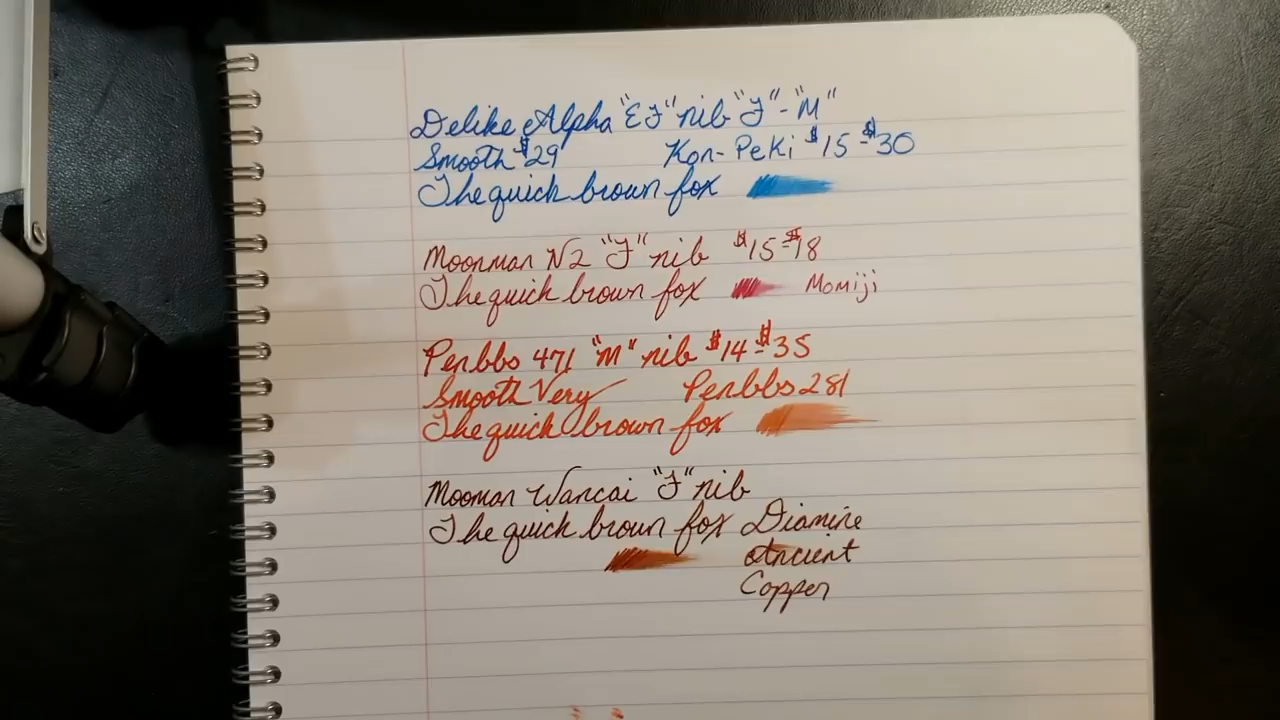 Delike Alpha "EF" nib "F"-"M"
Smooth $29 Kon-Peki $15-$30
The quick brown fox
Moonman N2 "F" nib $15-$18
The quick brown fox Momiji
Penbbs 471 "M" nib $14-$35
Smooth Very Penbbs 281
The quick brown fox
Mooman Wancai "F" nib
The quick brown fox Diamine
Ancient
Copper